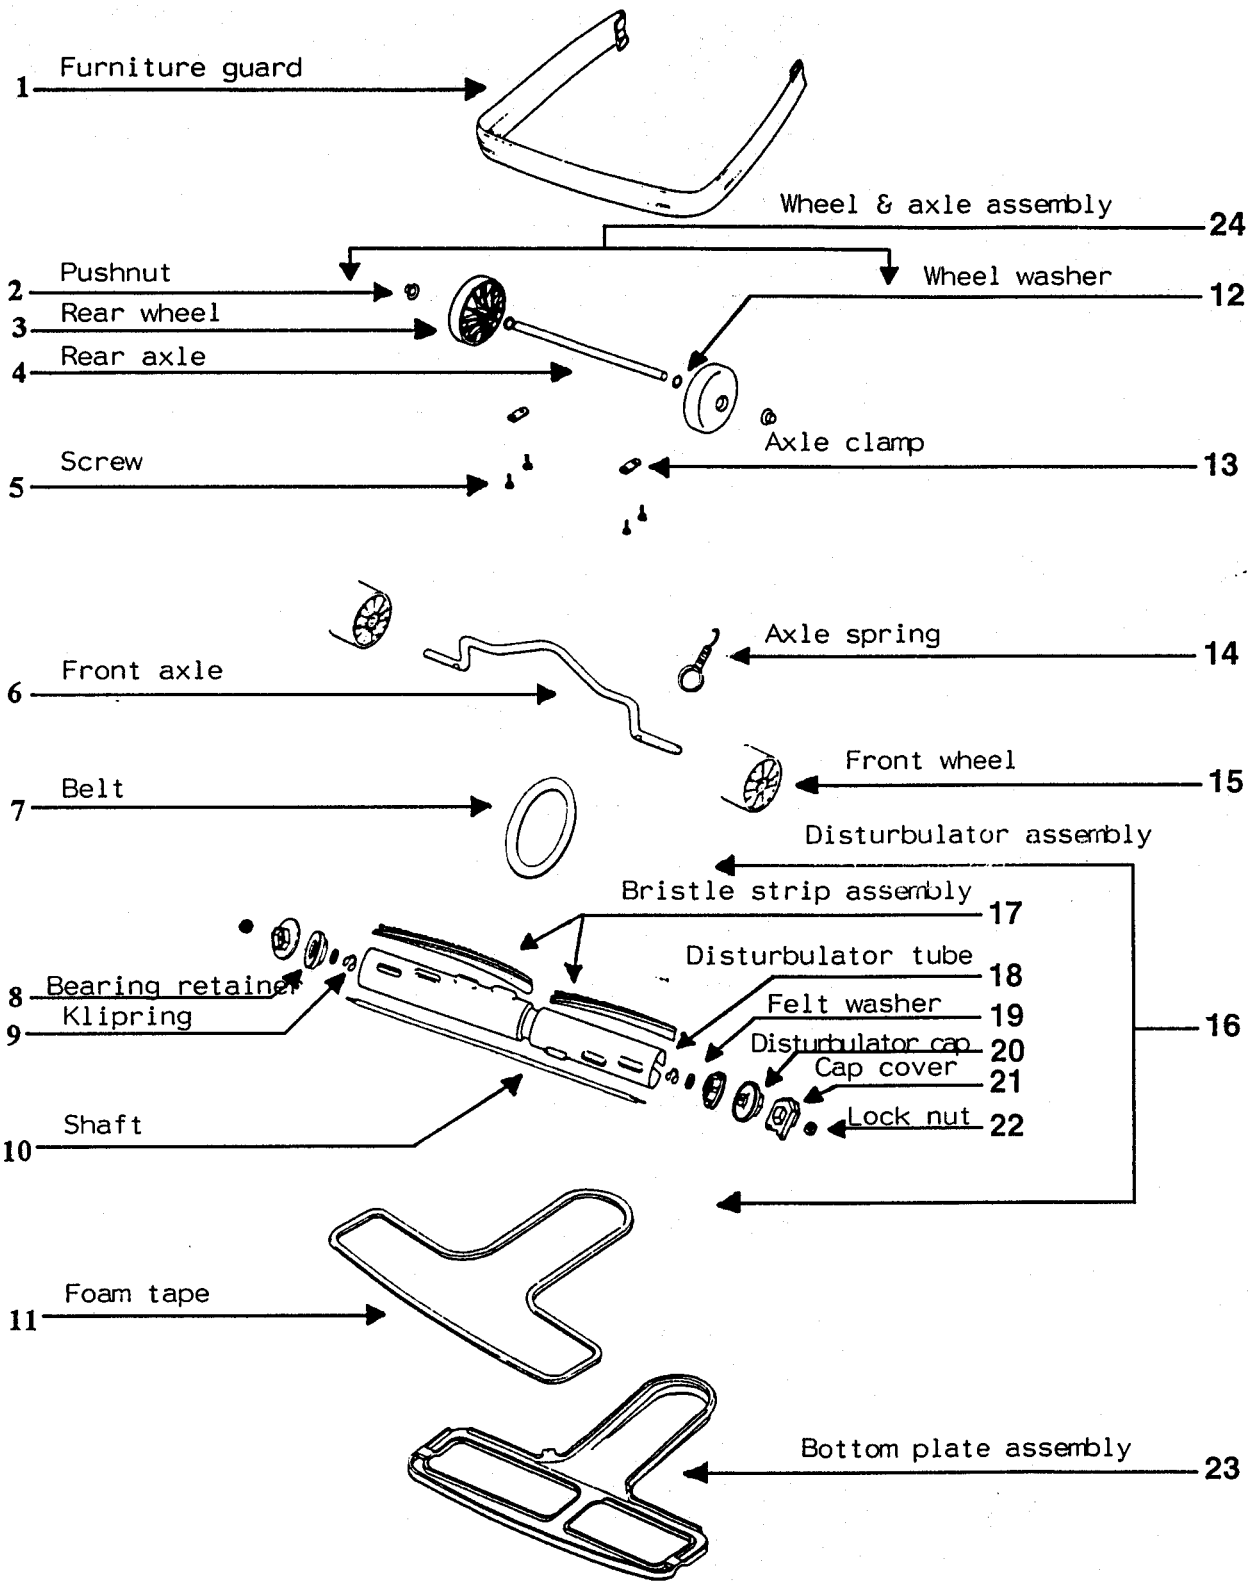 1 Furniture guard
Wheel & axle assembly 24
2 Pushnut
Wheel washer 12
3 Rear wheel
4 Rear axle
Axle clamp 13
5 Screw
Axle spring 14
6 Front axle
Front wheel 15
7 Belt
Disturbulator assembly 16
Bristle strip assembly 17
Disturbulator tube 18
8 Bearing retainer
Felt washer 19
9 Klipring
Disturbulator cap 20
Cap cover 21
10 Shaft
Lock nut 22
11 Foam tape
Bottom plate assembly 23